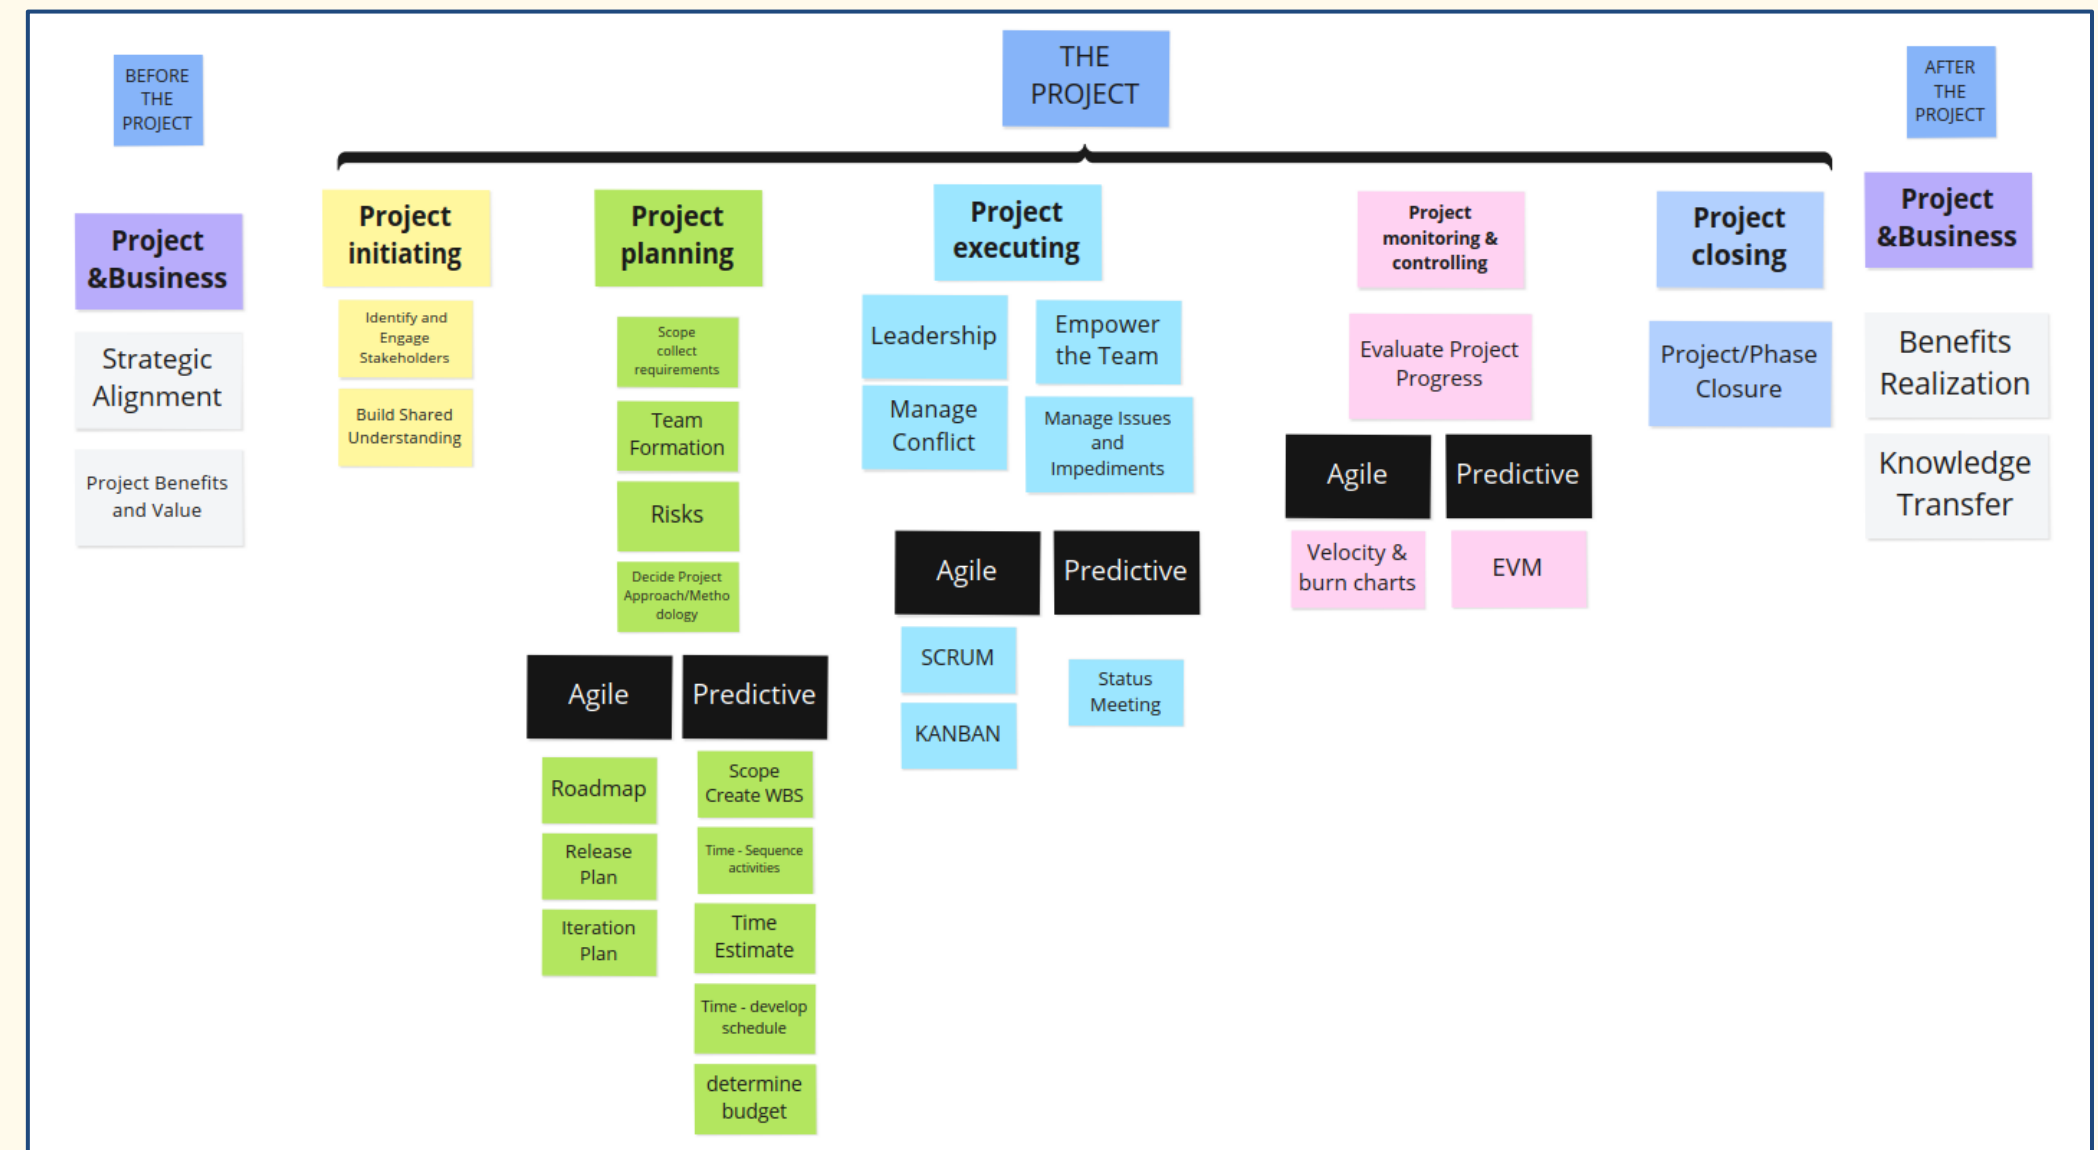 BEFORE
THE
PROJECT
THE
PROJECT
AFTER
THE
PROJECT
Project
&Business
Strategic
Alignment
Project Benefits
and Value
Project
initiating
Identify and
Engage
Stakeholders
Build Shared
Understanding
Project
planning
Scope
collect
requirements
Team
Formation
Risks
Decide Project
Approach/Metho
dology
Agile
Roadmap
Release
Plan
Iteration
Plan
Predictive
Scope
Create WBS
Time - Sequence
activities
Time
Estimate
Time - develop
schedule
determine
budget
Project
executing
Leadership
Empower
the Team
Manage
Conflict
Manage Issues
and
Impediments
Agile
SCRUM
KANBAN
Predictive
Status
Meeting
Project
monitoring &
controlling
Evaluate Project
Progress
Agile
Velocity &
burn charts
Predictive
EVM
Project
closing
Project/Phase
Closure
Project
&Business
Benefits
Realization
Knowledge
Transfer